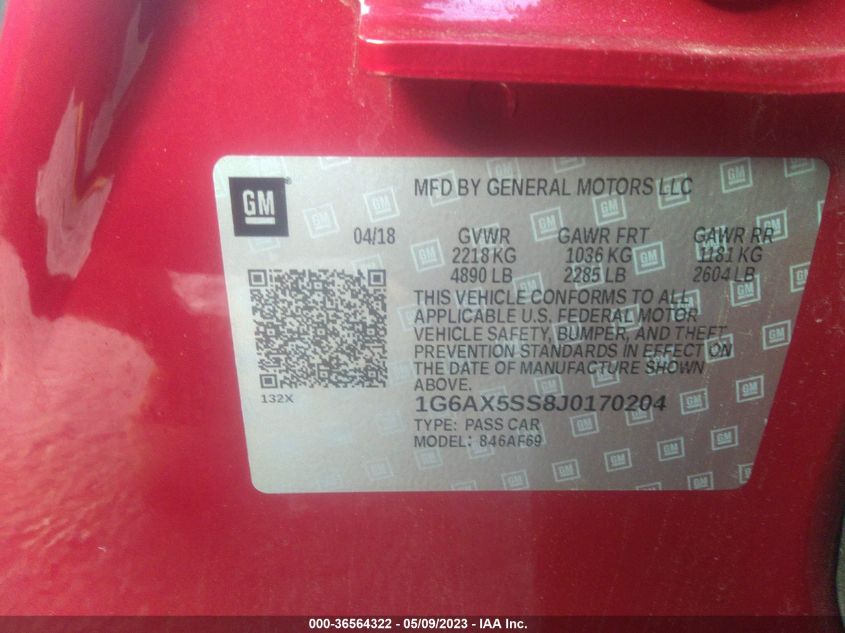 GM
MFD BY GENERAL MOTORS LLC
04/18 GVWR GAWR FRT GAWR RR
2218 KG 1036 KG 1181 KG
4890 LB 2285 LB 2604 LB
THIS VEHICLE CONFORMS TO ALL
APPLICABLE U.S. FEDERAL MOTOR
VEHICLE SAFETY, BUMPER, AND THEFT
PREVENTION STANDARDS IN EFFECT ON
THE DATE OF MANUFACTURE SHOWN
ABOVE.
132X
1G6AX5SS8J0170204
TYPE: PASS CAR
MODEL: 846AF69
000-36564322 - 05/09/2023 - IAA Inc.